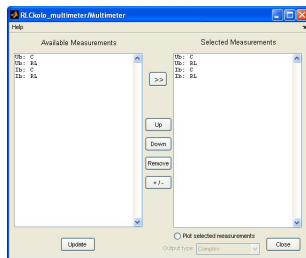 RLCkolo_multimeter/Multimeter
Help
Available Measurements
Ub: C
Ub: RL
Ib: C
Ib: RL
Update
>>
Up
Down
Remove
+ / -
Selected Measurements
Ub: C
Ub: RL
Ib: C
Ib: RL
Plot selected measurements
Output type: Complex
Close